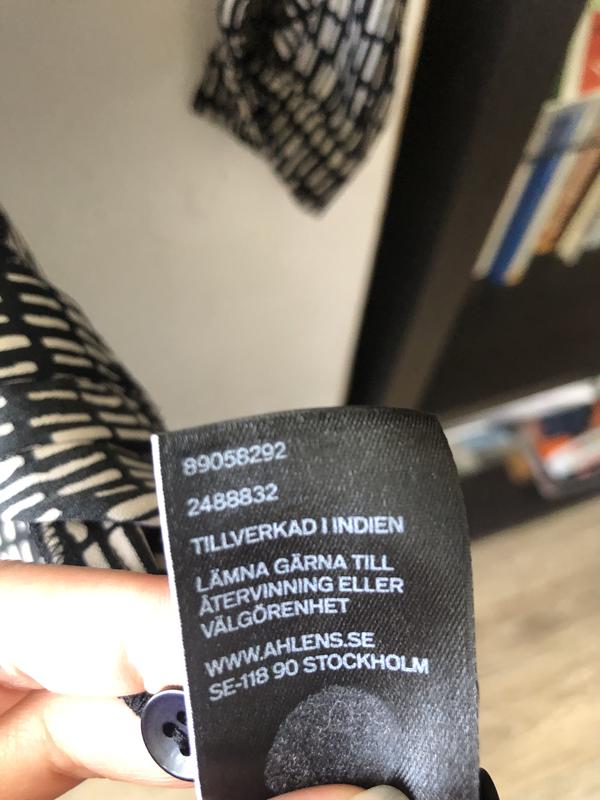 89058292
2488832
TILLVERKAD I INDIEN
LÄMNA GÄRNA TILL
ÅTERVINNING ELLER
VÄLGÖRENHET
WWW.AHLENS.SE
SE-118 90 STOCKHOLM